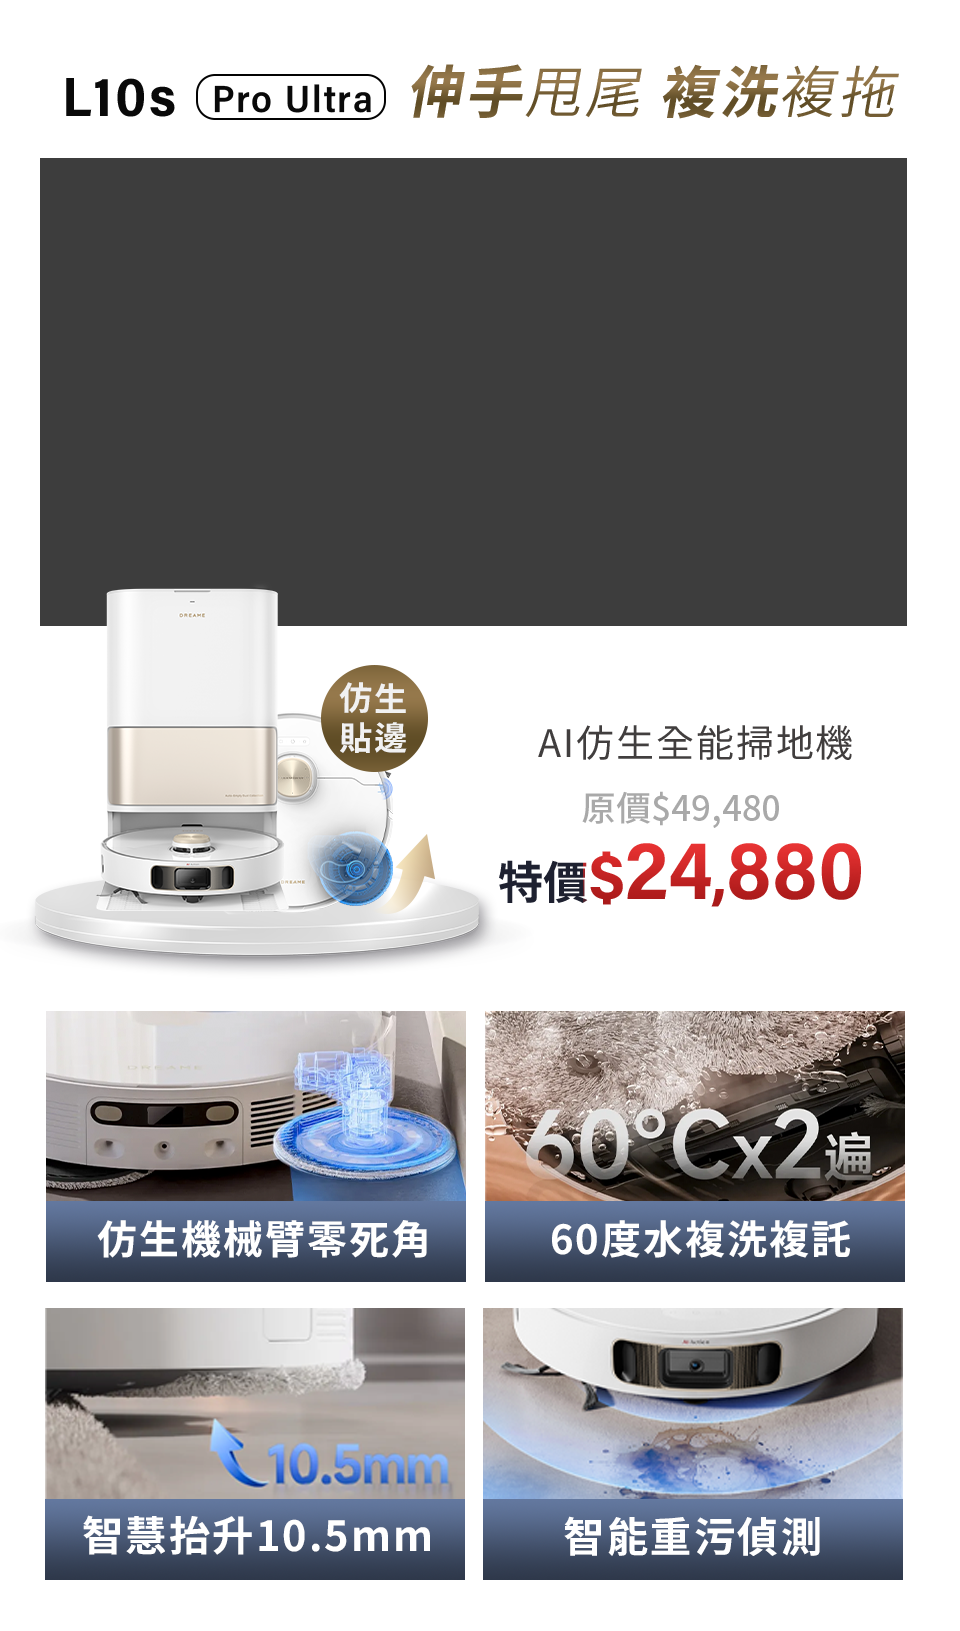 L10s Pro Ultra 伸手甩尾 複洗複拖
DREAME
仿生
貼邊
AI仿生全能掃地機
原價$49,480
特價$24,880
DREAME
DREAME
60°Cx2遍
仿生機械臂零死角
60度水複洗複託
10.5mm
智慧抬升10.5mm
智能重污偵測